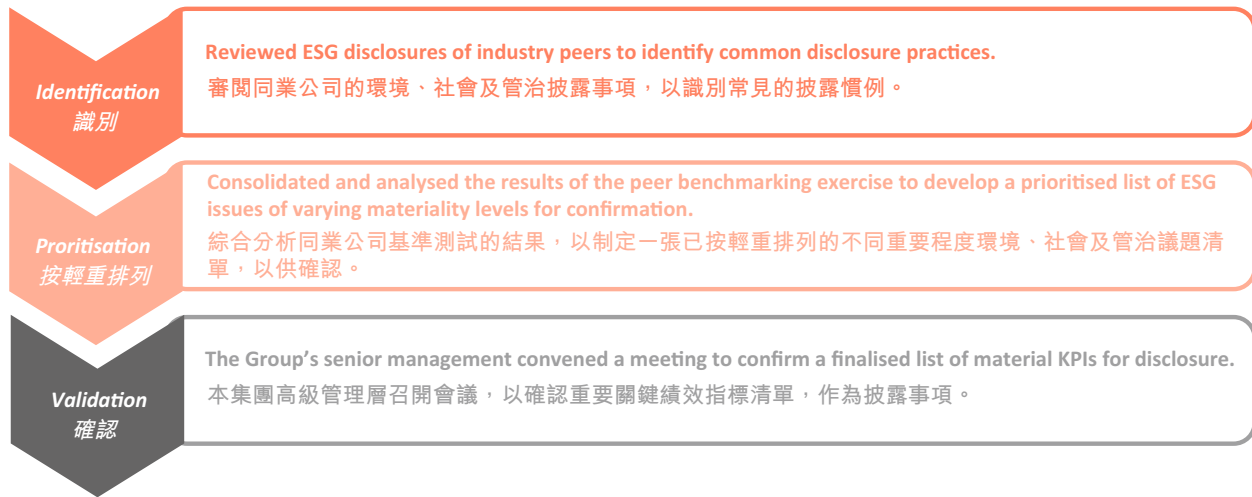 Identification
識別
Reviewed ESG disclosures of industry peers to identify common disclosure practices.
審閱同業公司的環境、社會及管治披露事項，以識別常見的披露慣例。
Proritisation
按輕重排列
Consolidated and analysed the results of the peer benchmarking exercise to develop a prioritised list of ESG
issues of varying materiality levels for confirmation.
綜合分析同業公司基準測試的結果，以制定一張已按輕重排列的不同重要程度環境、社會及管治議題清
單，以供確認。
Validation
確認
The Group’s senior management convened a meeting to confirm a finalised list of material KPIs for disclosure.
本集團高級管理層召開會議，以確認重要關鍵績效指標清單，作為披露事項。